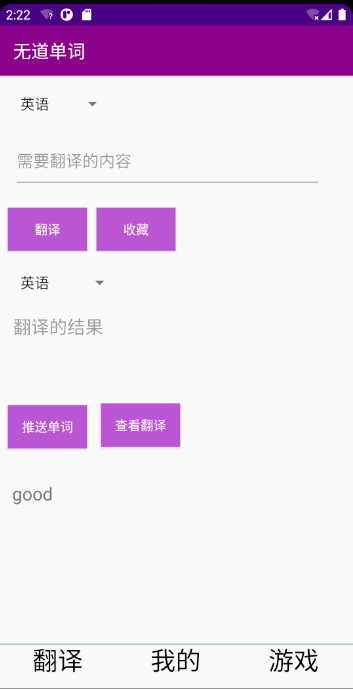 2:22
无道单词
英语
需要翻译的内容
翻译 收藏
英语
翻译的结果
推送单词 查看翻译
good
翻译 我的 游戏